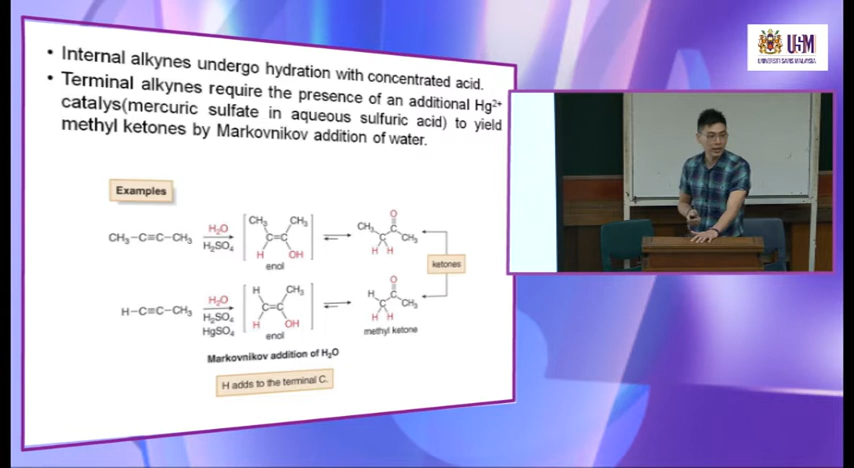 • Internal alkynes undergo hydration with concentrated acid.
• Terminal alkynes require the presence of an additional Hg²⁺
catalys(mercuric sulfate in aqueous sulfuric acid) to yield
methyl ketones by Markovnikov addition of water.
Examples
CH₃−C≡C−CH₃ H₂O H₂SO₄ CH₃ CH₃ C=C H OH enol CH₃ O C C CH₃ H H
ketones
H−C≡C−CH₃ H₂O H₂SO₄ HgSO₄ H CH₃ C=C H OH enol H O C C CH₃ H H methyl ketone
Markovnikov addition of H₂O
H adds to the terminal C.
USM
UNIVERSITI SAINS MALAYSIA